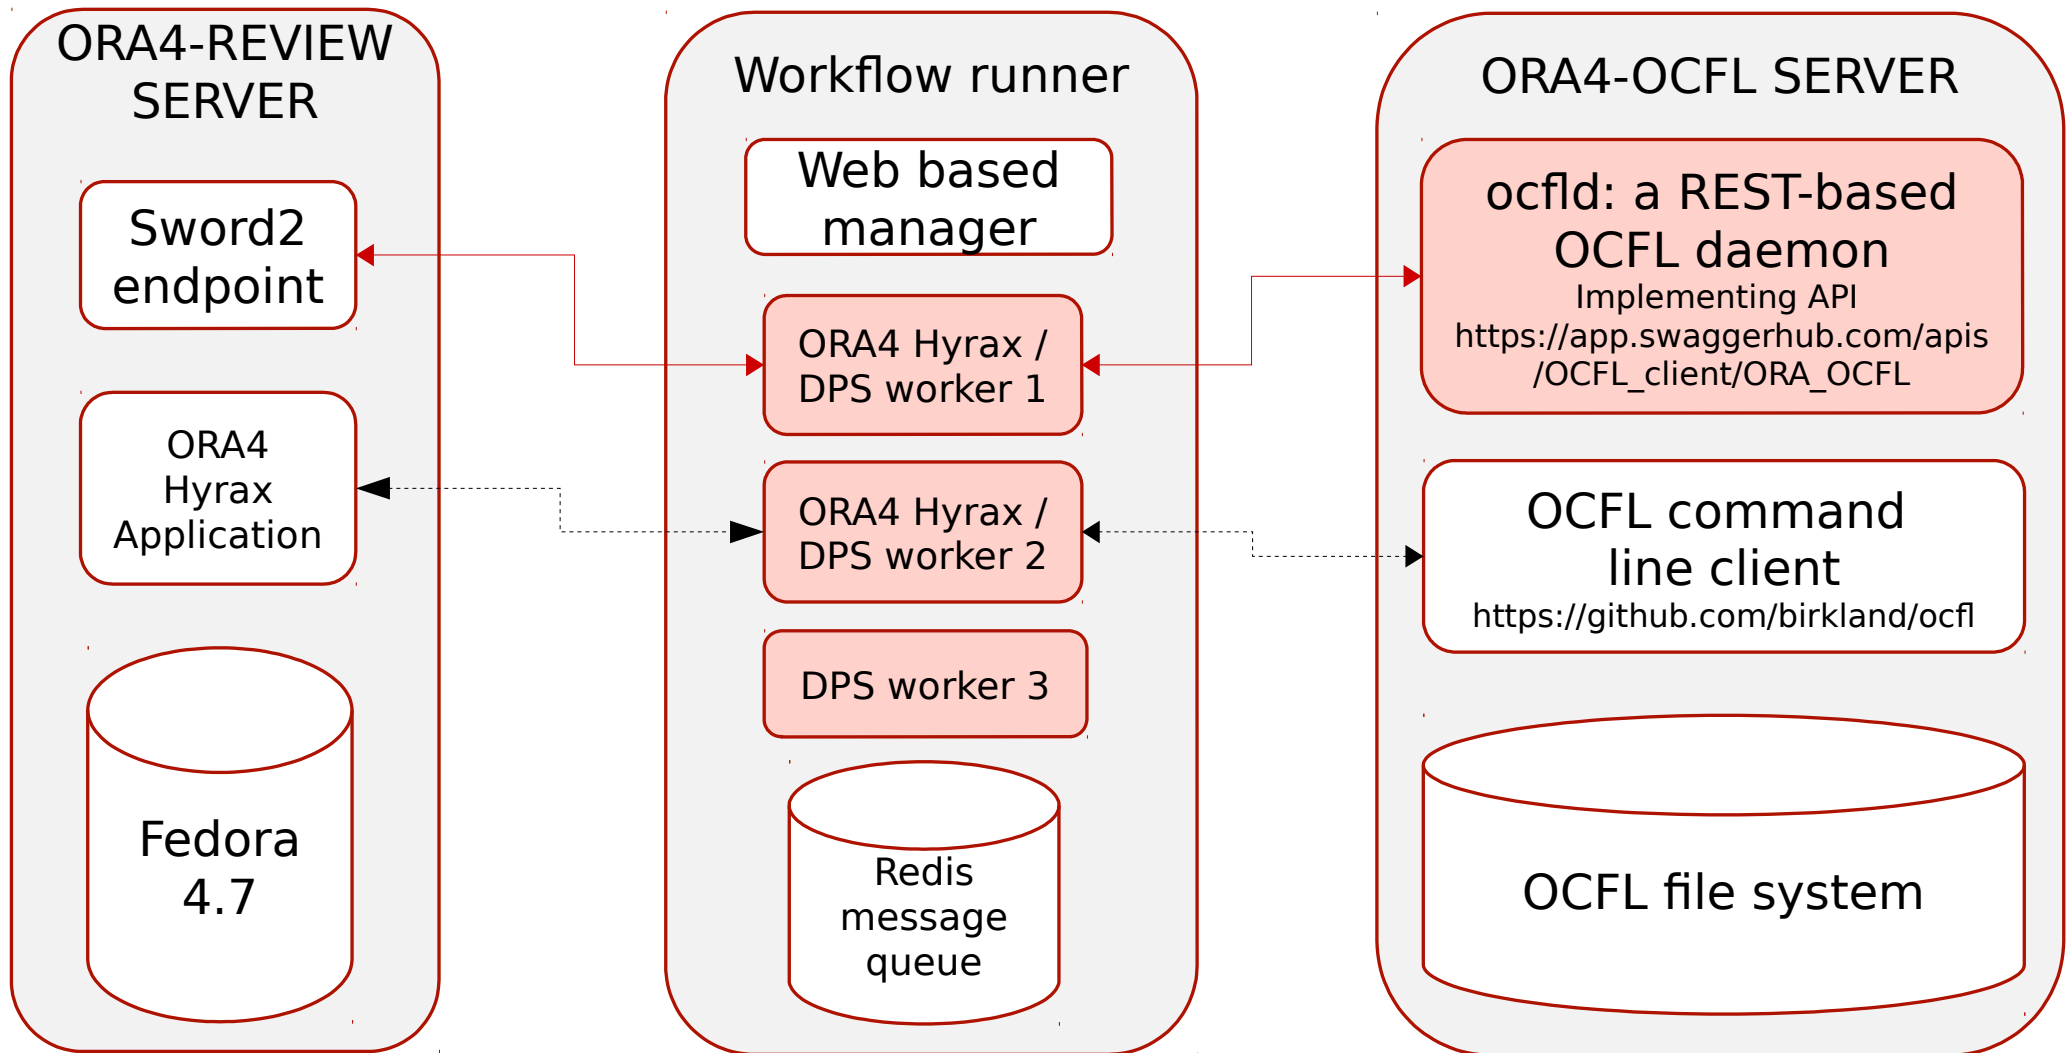 ORA4-REVIEW
SERVER
Sword2
endpoint
ORA4
Hyrax
Application
Fedora
4.7
Workflow runner
Web based
manager
ORA4 Hyrax /
DPS worker 1
ORA4 Hyrax /
DPS worker 2
DPS worker 3
Redis
message
queue
ORA4-OCFL SERVER
ocfld: a REST-based
OCFL daemon
Implementing API
https://app.swaggerhub.com/apis
/OCFL_client/ORA_OCFL
OCFL command
line client
https://github.com/birkland/ocfl
OCFL file system